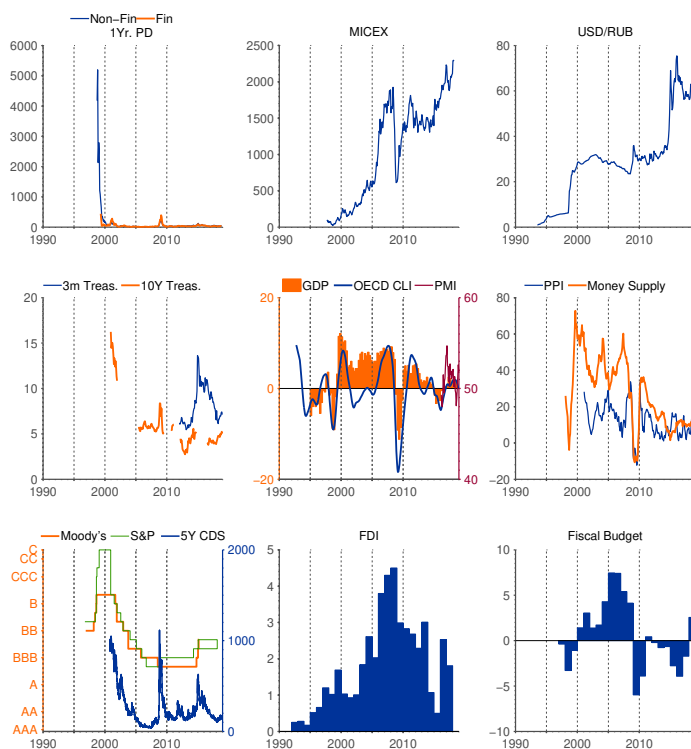 Non-Fin Fin
1Yr. PD
6000
5000
4000
3000
2000
1000
0
1990 2000 2010
MICEX
2500
2000
1500
1000
500
0
1990 2000 2010
USD/RUB
80
60
40
20
0
1990 2000 2010
3m Treas. 10Y Treas.
20
15
10
5
0
1990 2000 2010
GDP OECD CLI PMI
20 60
0 50
−20 40
1990 2000 2010
PPI Money Supply
80
60
40
20
0
−20
1990 2000 2010
Moody's S&P 5Y CDS
C 2000
CC
CCC
B
BB 1000
BBB
A
AA
AAA 0
1990 2000 2010
FDI
5
4
3
2
1
0
1990 2000 2010
Fiscal Budget
10
5
0
−5
−10
1990 2000 2010